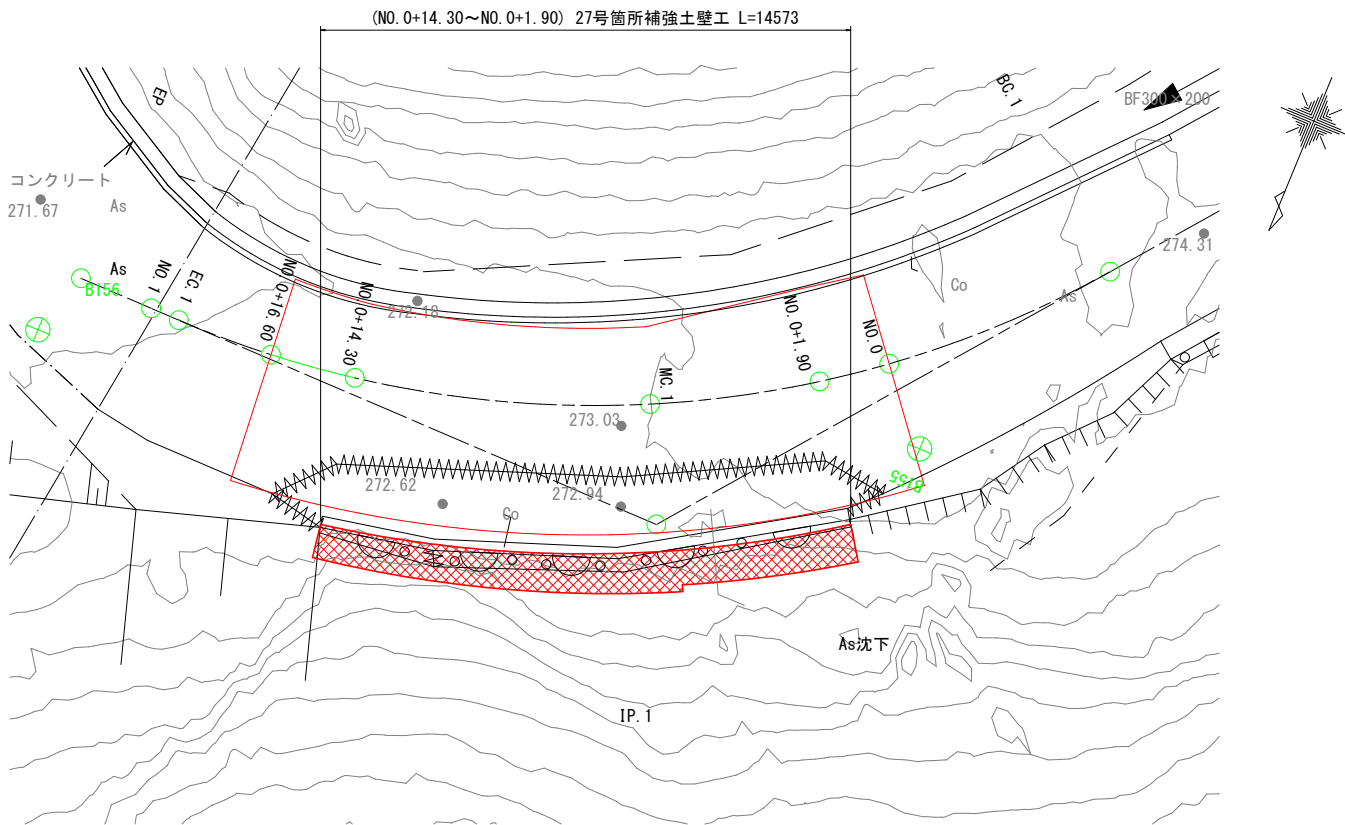 (NO.0+14.30～NO.0+1.90) 27号箇所補強土壁工 L=14573
EP
BC.1
BF300×200
コンクリート
271.67
As
As
B156
NO.1
EC.1
NO.0+16.60
NO.0+14.30
272.18
274.31
Co
As
NO.0+1.90
NO.0
MC.1
273.03
272.62
272.94
Co
B155
As沈下
IP.1